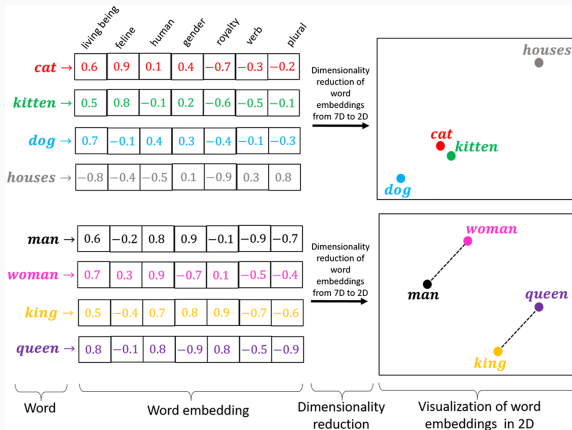 living being feline human gender royalty verb plural
cat → 0.6 0.9 0.1 0.4 −0.7 −0.3 −0.2
kitten → 0.5 0.8 −0.1 0.2 −0.6 −0.5 −0.1
dog → 0.7 −0.1 0.4 0.3 −0.4 −0.1 −0.3
houses → −0.8 −0.4 −0.5 0.1 −0.9 0.3 0.8
Dimensionality
reduction of
word
embeddings
from 7D to 2D
houses
cat
kitten
dog
man → 0.6 −0.2 0.8 0.9 −0.1 −0.9 −0.7
woman → 0.7 0.3 0.9 −0.7 0.1 −0.5 −0.4
king → 0.5 −0.4 0.7 0.8 0.9 −0.7 −0.6
queen → 0.8 −0.1 0.8 −0.9 0.8 −0.5 −0.9
Dimensionality
reduction of
word
embeddings
from 7D to 2D
woman
man
queen
king
Word
Word embedding
Dimensionality
reduction
Visualization of word
embeddings in 2D